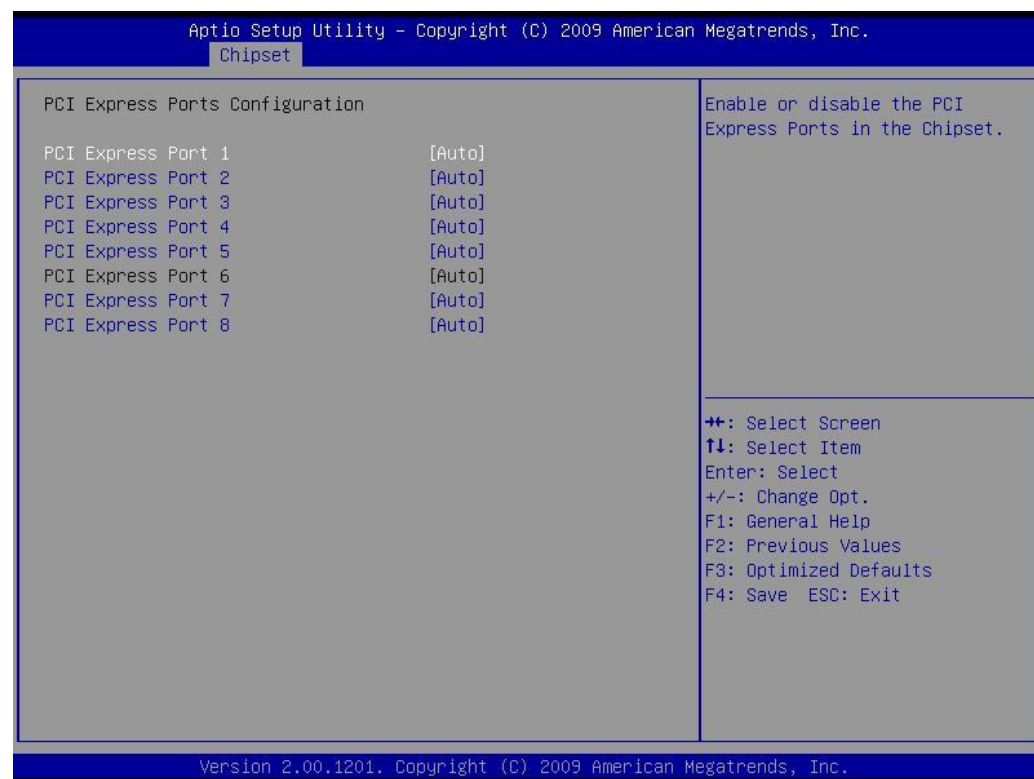 Aptio Setup Utility – Copyright (C) 2009 American Megatrends, Inc.
Chipset
PCI Express Ports Configuration
PCI Express Port 1 [Auto]
PCI Express Port 2 [Auto]
PCI Express Port 3 [Auto]
PCI Express Port 4 [Auto]
PCI Express Port 5 [Auto]
PCI Express Port 6 [Auto]
PCI Express Port 7 [Auto]
PCI Express Port 8 [Auto]
Enable or disable the PCI
Express Ports in the Chipset.
→←: Select Screen
↑↓: Select Item
Enter: Select
+/-: Change Opt.
F1: General Help
F2: Previous Values
F3: Optimized Defaults
F4: Save ESC: Exit
Version 2.00.1201. Copyright (C) 2009 American Megatrends, Inc.